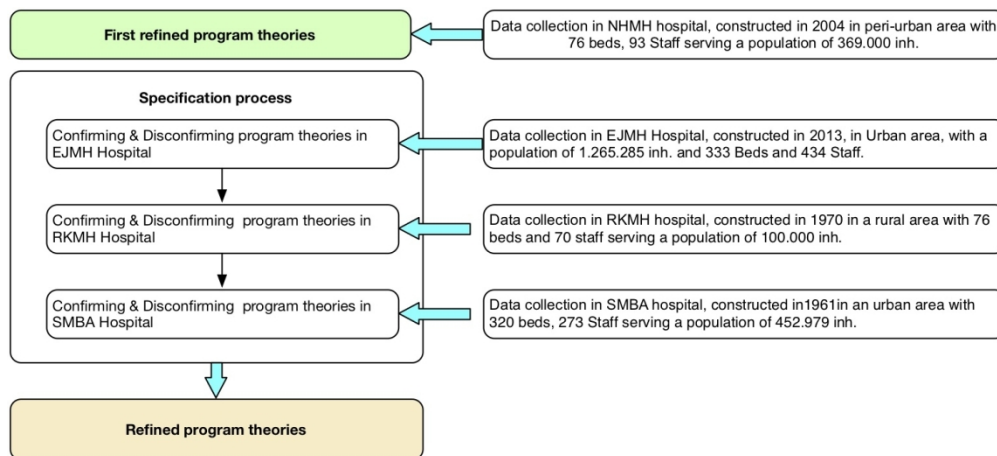 First refined program theories
Data collection in NHMH hospital, constructed in 2004 in peri-urban area with
76 beds, 93 Staff serving a population of 369.000 inh.
Specification process
Confirming & Disconfirming program theories in
EJMH Hospital
Data collection in EJMH Hospital, constructed in 2013, in Urban area, with a
population of 1.265.285 inh. and 333 Beds and 434 Staff.
Confirming & Disconfirming  program theories in
RKMH Hospital
Data collection in RKMH hospital, constructed in 1970 in a rural area with 76
beds and 70 staff serving a population of 100.000 inh.
Confirming & Disconfirming  program theories in
SMBA Hospital
Data collection in SMBA hospital, constructed in1961in an urban area with
320 beds, 273 Staff serving a population of 452.979 inh.
Refined program theories